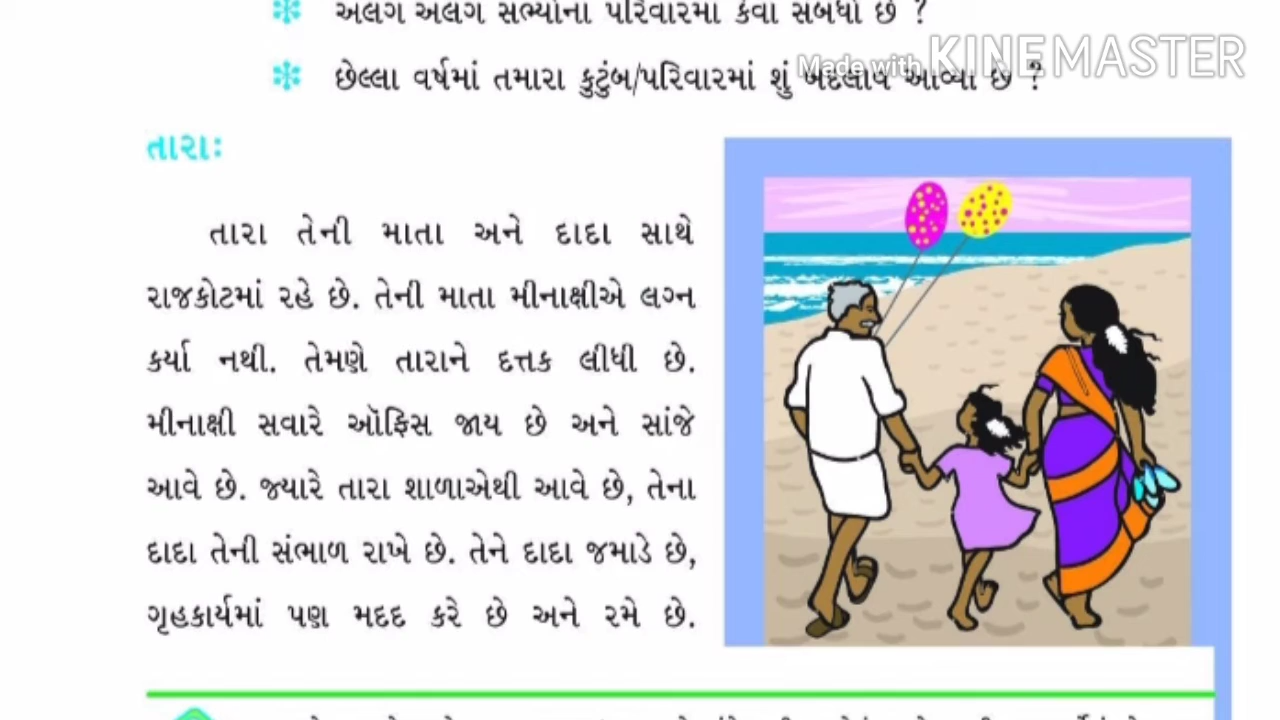 અલગ અલગ સભ્યોના પરિવારમાં કેવા સંબંધો છે ?
Made with KINEMASTER
છેલ્લા વર્ષમાં તમારા કુટુંબ/પરિવારમાં શું બદલાવ આવ્યા છે ?
તારાઃ
તારા તેની માતા અને દાદા સાથે
રાજકોટમાં રહે છે. તેની માતા મીનાક્ષીએ લગ્ન
કર્યા નથી. તેમણે તારાને દત્તક લીધી છે.
મીનાક્ષી સવારે ઑફિસ જાય છે અને સાંજે
આવે છે. જ્યારે તારા શાળાએથી આવે છે, તેના
દાદા તેની સંભાળ રાખે છે. તેને દાદા જમાડે છે,
ગૃહકાર્યમાં પણ મદદ કરે છે અને રમે છે.